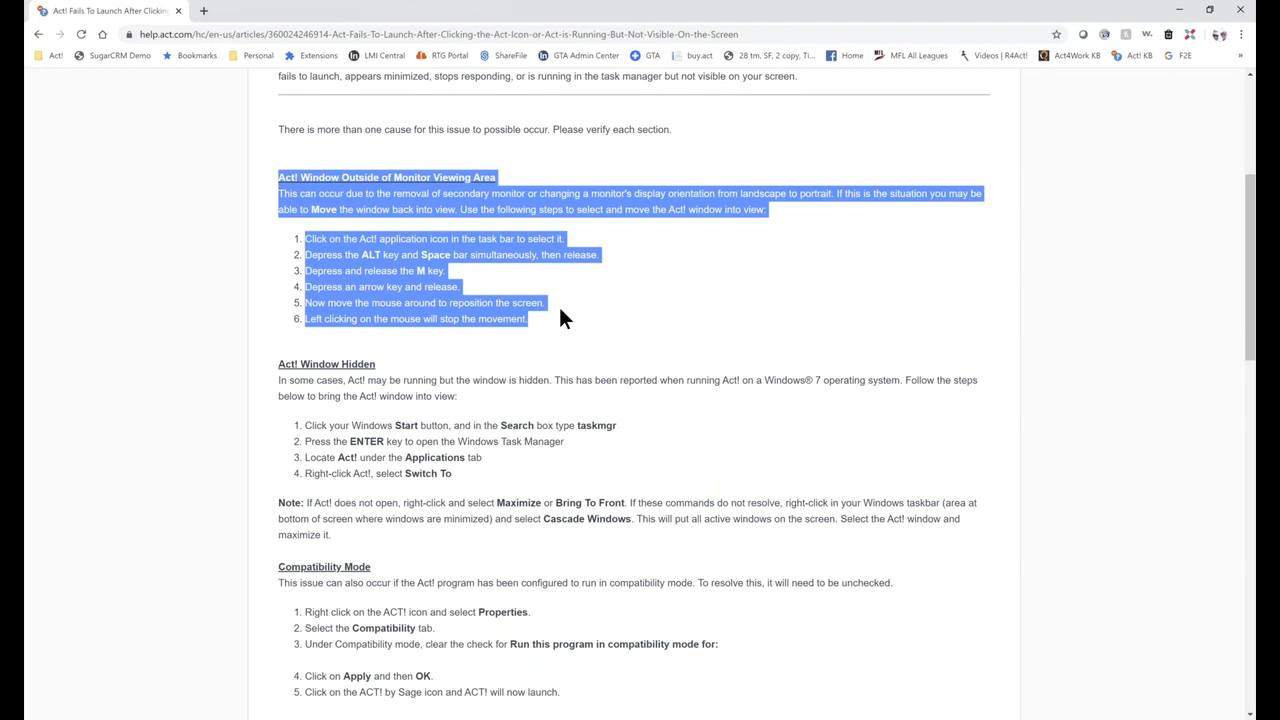 Act! Fails To Launch After Clicking
help.act.com/hc/en-us/articles/360024246914-Act-Fails-To-Launch-After-Clicking-the-Act-Icon-or-Act-is-Running-But-Not-Visible-On-the-Screen
Act! SugarCRM Demo Bookmarks Personal Extensions LMI Central RTG Portal ShareFile GTA Admin Center GTA buy.act 28 tm, SF, 2 copy, Ti... Home MFL All Leagues Videos | R4Act! Act4Work KB Act! KB F2E »
fails to launch, appears minimized, stops responding, or is running in the task manager but not visible on your screen.
There is more than one cause for this issue to possible occur. Please verify each section.
Act! Window Outside of Monitor Viewing Area
This can occur due to the removal of secondary monitor or changing a monitor's display orientation from landscape to portrait. If this is the situation you may be
able to Move the window back into view. Use the following steps to select and move the Act! window into view:
1. Click on the Act! application icon in the task bar to select it.
2. Depress the ALT key and Space bar simultaneously, then release.
3. Depress and release the M key.
4. Depress an arrow key and release.
5. Now move the mouse around to reposition the screen.
6. Left clicking on the mouse will stop the movement.
Act! Window Hidden
In some cases, Act! may be running but the window is hidden. This has been reported when running Act! on a Windows® 7 operating system. Follow the steps
below to bring the Act! window into view:
1. Click your Windows Start button, and in the Search box type taskmgr
2. Press the ENTER key to open the Windows Task Manager
3. Locate Act! under the Applications tab
4. Right-click Act!, select Switch To
Note: If Act! does not open, right-click and select Maximize or Bring To Front. If these commands do not resolve, right-click in your Windows taskbar (area at
bottom of screen where windows are minimized) and select Cascade Windows. This will put all active windows on the screen. Select the Act! window and
maximize it.
Compatibility Mode
This issue can also occur if the Act! program has been configured to run in compatibility mode. To resolve this, it will need to be unchecked.
1. Right click on the ACT! icon and select Properties.
2. Select the Compatibility tab.
3. Under Compatibility mode, clear the check for Run this program in compatibility mode for:
4. Click on Apply and then OK.
5. Click on the ACT! by Sage icon and ACT! will now launch.